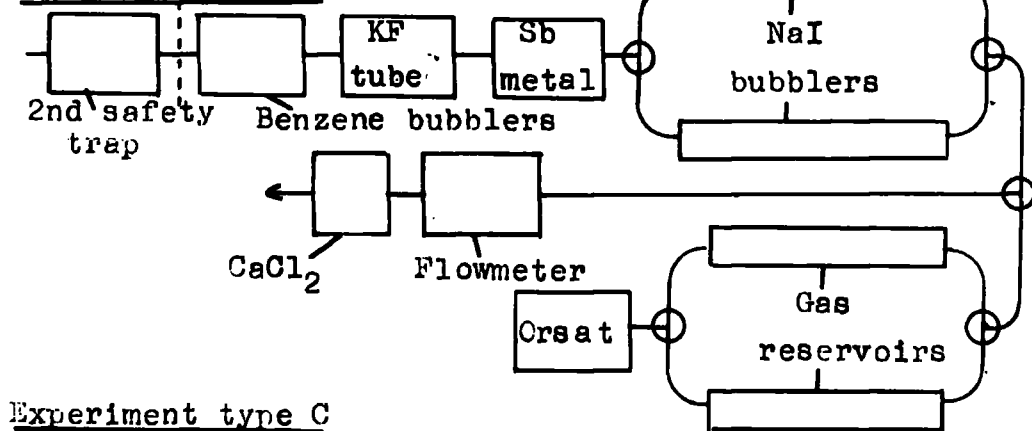 KF
tube
Sb
metal
NaI
bubblers
2nd safety
trap
Benzene bubblers
CaCl2
Flowmeter
Orsat
Gas
reservoirs
Experiment type C